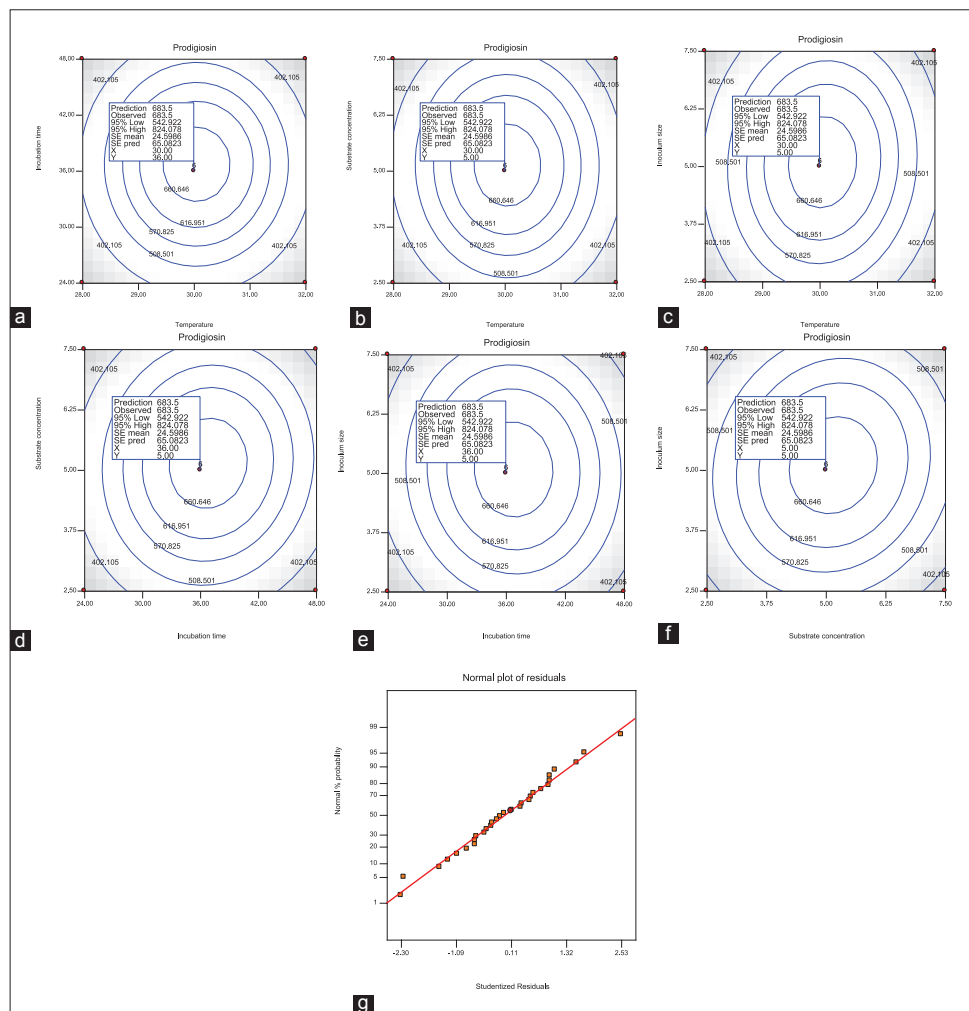 Prodigiosin
48.00
42.00
36.00
30.00
24.00
Incubation time
402.105
402.105
Prediction 683.5
Observed 683.5
95% Low 542.922
95% High 824.078
SE mean 24.5986
SE pred 65.0823
X 30.00
Y 36.00
6
660.646
616.951
570.825
508.501
402.105
402.105
28.00 29.00 30.00 31.00 32.00
Temperature
a
Prodigiosin
7.50
6.25
5.00
3.75
2.50
Substrate concentration
402.105
402.105
Prediction 683.5
Observed 683.5
95% Low 542.922
95% High 824.078
SE mean 24.5986
SE pred 65.0823
X 30.00
Y 5.00
6
660.646
616.951
570.825
508.501
402.105
402.105
28.00 29.00 30.00 31.00 32.00
Temperature
b
Prodigiosin
7.50
6.25
5.00
3.75
2.50
Inoculum size
402.105
402.105
Prediction 683.5
Observed 683.5
95% Low 542.922
95% High 824.078
SE mean 24.5986
SE pred 65.0823
X 30.00
Y 5.00
6
508.501
508.501
660.646
616.951
570.825
402.105
402.105
28.00 29.00 30.00 31.00 32.00
Temperature
c
Prodigiosin
7.50
6.25
5.00
3.75
2.50
Substrate concentration
402.105
402.105
Prediction 683.5
Observed 683.5
95% Low 542.922
95% High 824.078
SE mean 24.5986
SE pred 65.0823
X 36.00
Y 5.00
6
660.646
616.951
570.825
508.501
402.105
402.105
24.00 30.00 36.00 42.00 48.00
Incubation time
d
Prodigiosin
7.50
6.25
5.00
3.75
2.50
Inoculum size
402.105
402.105
508.501
Prediction 683.5
Observed 683.5
95% Low 542.922
95% High 824.078
SE mean 24.5986
SE pred 65.0823
X 36.00
Y 5.00
6
508.501
660.646
616.951
570.825
402.105
402.105
24.00 30.00 36.00 42.00 48.00
Incubation time
e
Prodigiosin
7.50
6.25
5.00
3.75
2.50
Inoculum size
402.105
508.501
Prediction 683.5
Observed 683.5
95% Low 542.922
95% High 824.078
SE mean 24.5986
SE pred 65.0823
X 5.00
Y 5.00
6
508.501
660.646
616.951
570.825
508.501
402.105
402.105
2.50 3.75 5.00 6.25 7.50
Substrate concentration
f
Normal plot of residuals
99
95
90
80
70
50
30
20
10
5
1
Normal % probability
-2.30 -1.09 0.11 1.32 2.53
Studentized Residuals
g